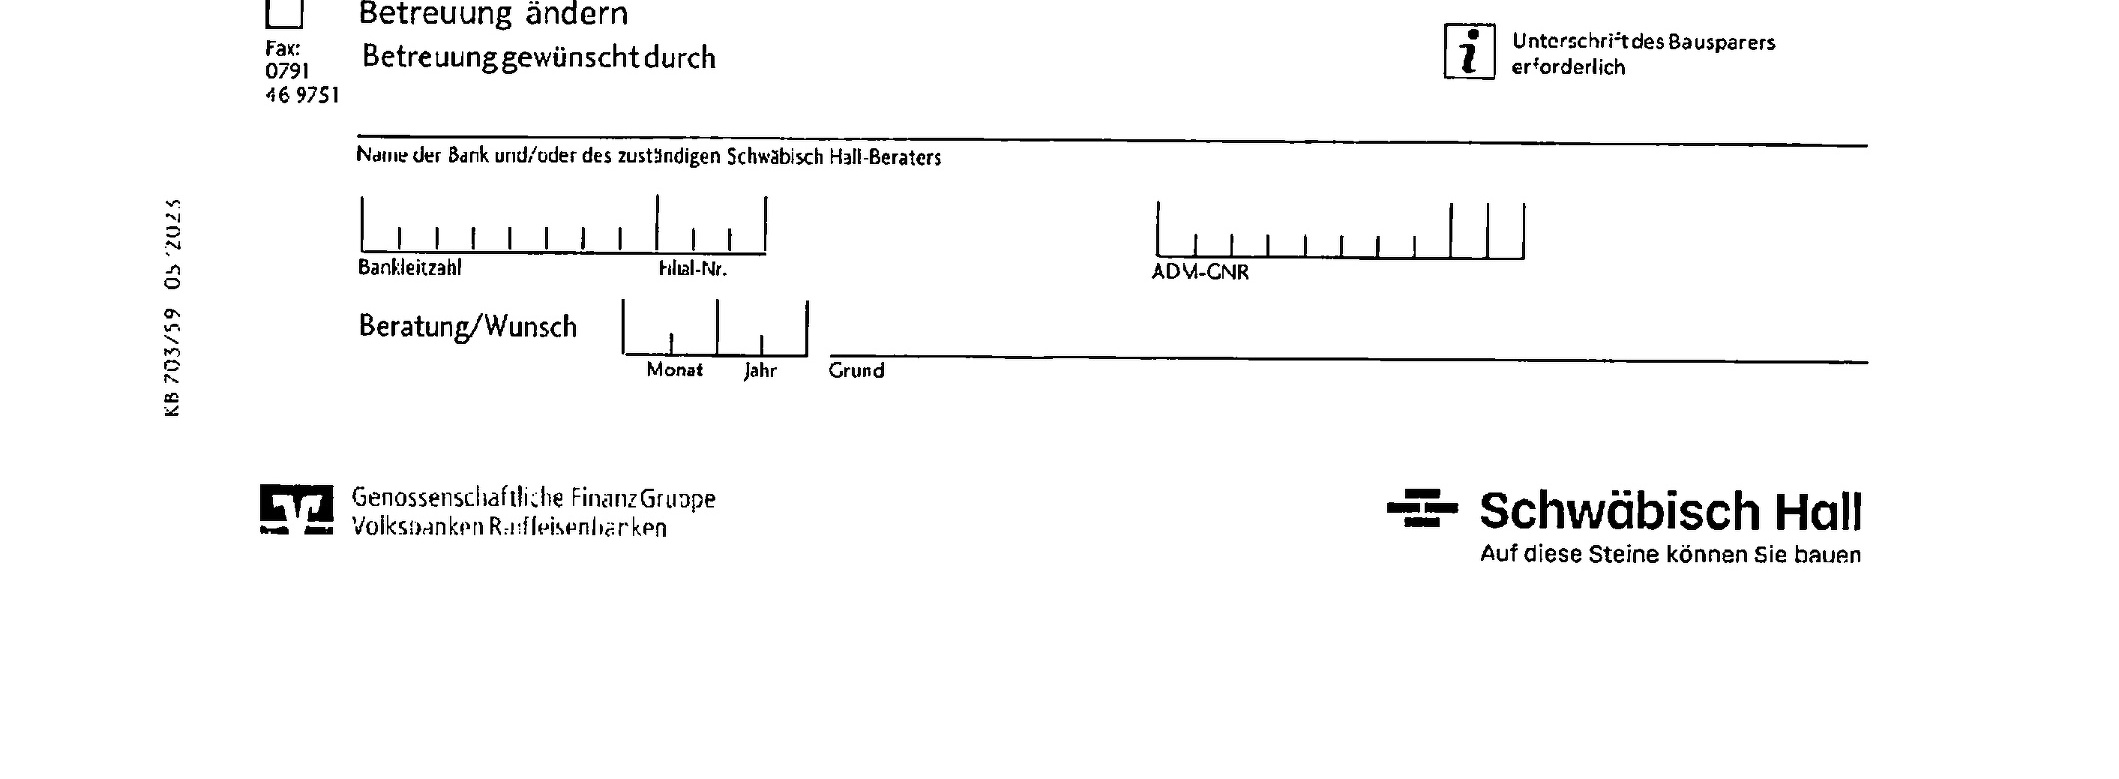 Betreuung ändern
Fax:
0791
46 9751
Betreuung gewünscht durch
i
Unterschrift des Bausparers
erforderlich
Name der Bank und/oder des zuständigen Schwäbisch Hall-Beraters
Bankleitzahl
Filial-Nr.
ADM-GNR
Beratung/Wunsch
Monat
Jahr
Grund
KB 703/59 05.2023
Genossenschaftliche FinanzGruppe
Volksbanken Raiffeisenbanken
Schwäbisch Hall
Auf diese Steine können Sie bauen